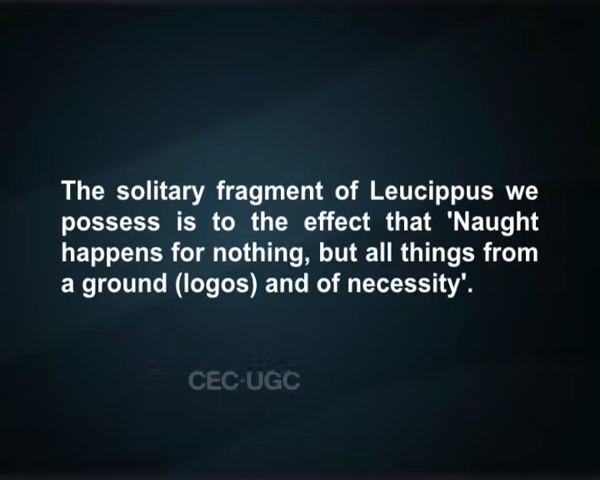 The solitary fragment of Leucippus we
possess is to the effect that 'Naught
happens for nothing, but all things from
a ground (logos) and of necessity'.
CEC-UGC